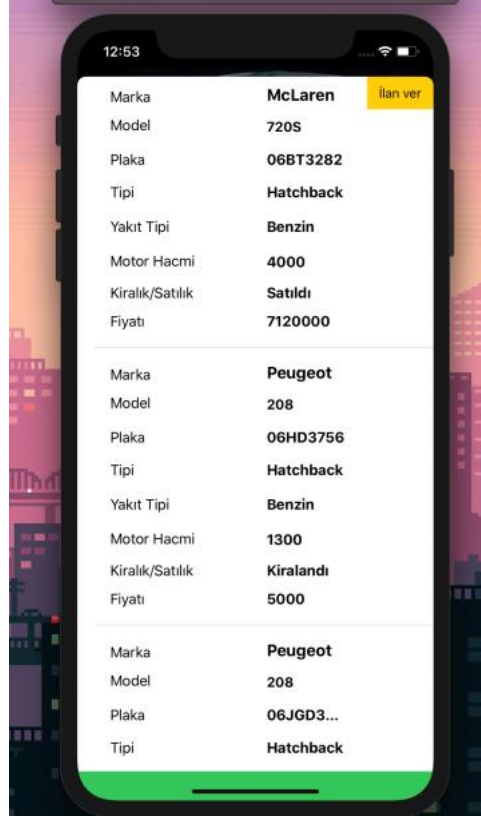 12:53
İlan ver
Marka McLaren
Model 720S
Plaka 06BT3282
Tipi Hatchback
Yakıt Tipi Benzin
Motor Hacmi 4000
Kiralık/Satılık Satıldı
Fiyatı 7120000
Marka Peugeot
Model 208
Plaka 06HD3756
Tipi Hatchback
Yakıt Tipi Benzin
Motor Hacmi 1300
Kiralık/Satılık Kiralandı
Fiyatı 5000
Marka Peugeot
Model 208
Plaka 06JGD3...
Tipi Hatchback